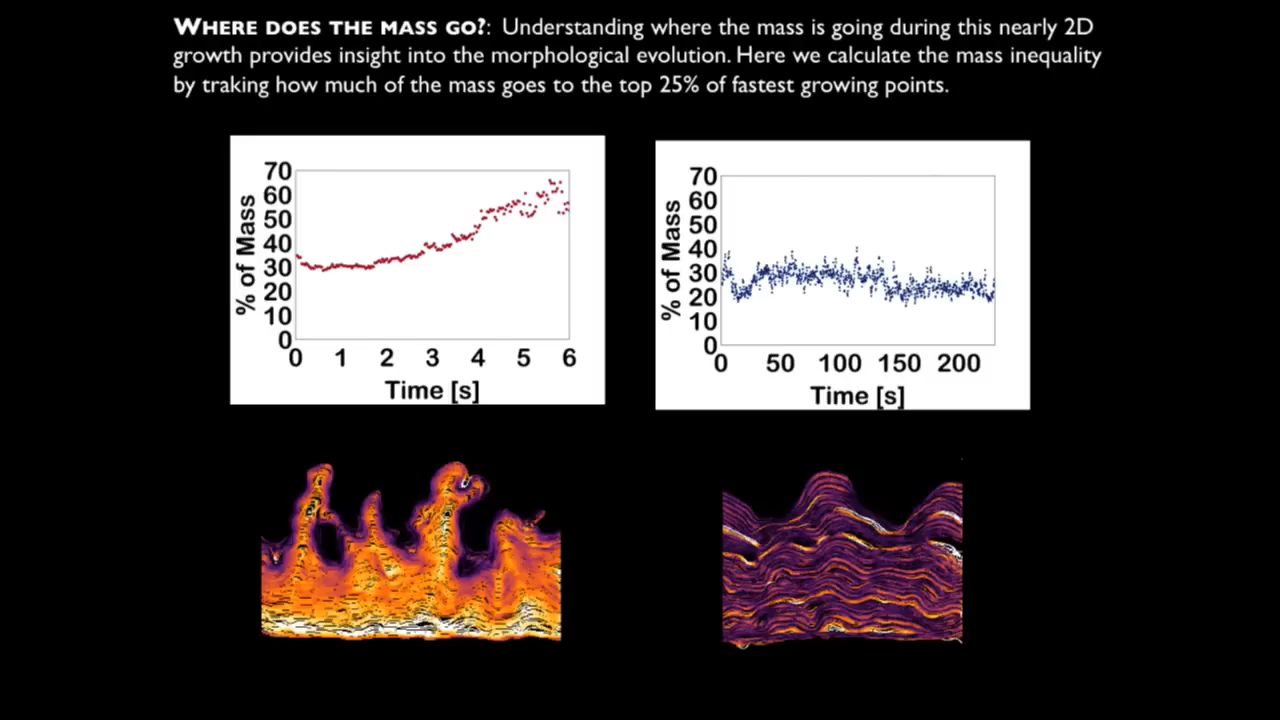 WHERE DOES THE MASS GO?: Understanding where the mass is going during this nearly 2D
growth provides insight into the morphological evolution. Here we calculate the mass inequality
by traking how much of the mass goes to the top 25% of fastest growing points.
70
60
50
40
30
20
10
0
% of Mass
0 1 2 3 4 5 6
Time [s]
70
60
50
40
30
20
10
0
% of Mass
0 50 100 150 200
Time [s]